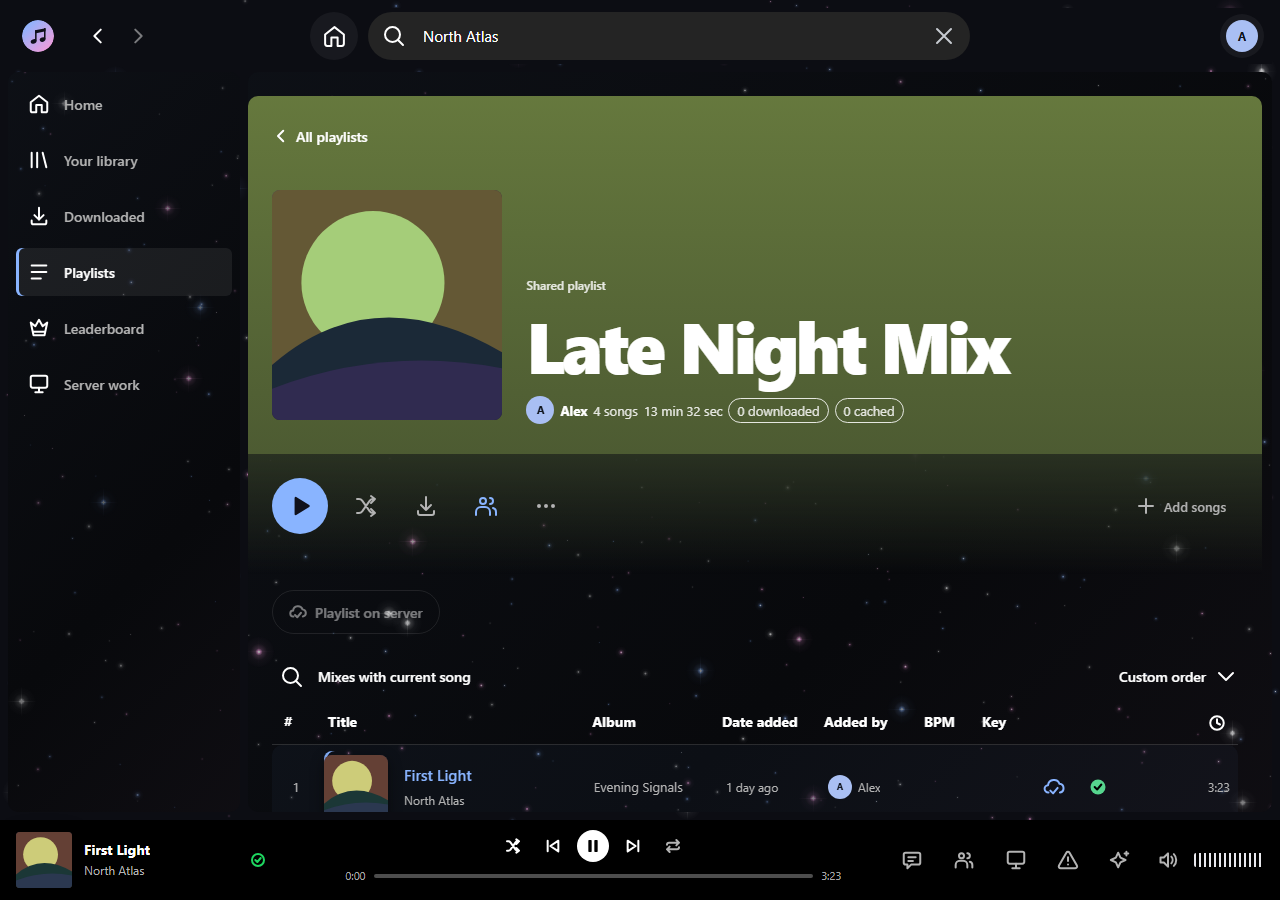 North Atlas
A
Home
Your library
Downloaded
Playlists
Leaderboard
Server work
All playlists
Shared playlist
Late Night Mix
A Alex 4 songs 13 min 32 sec 0 downloaded 0 cached
Add songs
Playlist on server
Mixes with current song
Custom order
# Title Album Date added Added by BPM Key
1 First Light Evening Signals 1 day ago A Alex 3:23
North Atlas
First Light
North Atlas
0:00 3:23